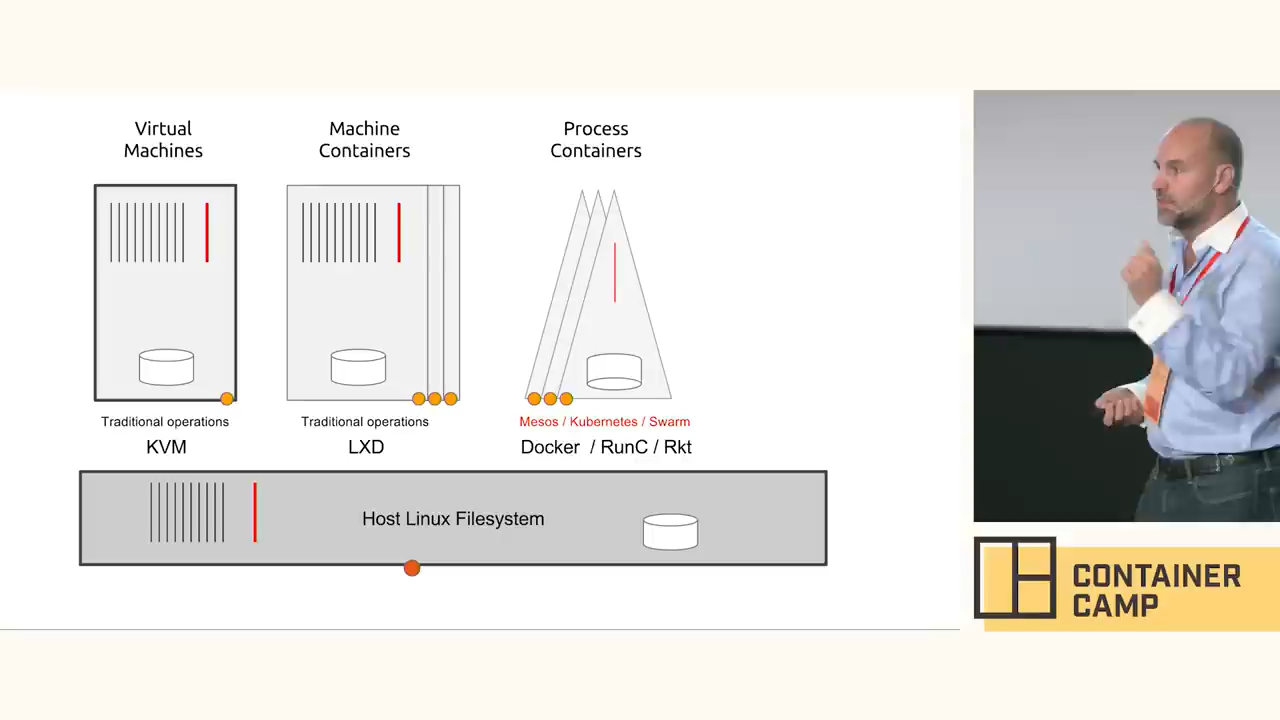 Virtual
Machines
Machine
Containers
Process
Containers
Traditional operations
KVM
Traditional operations
LXD
Mesos / Kubernetes / Swarm
Docker / RunC / Rkt
Host Linux Filesystem
CONTAINER
CAMP